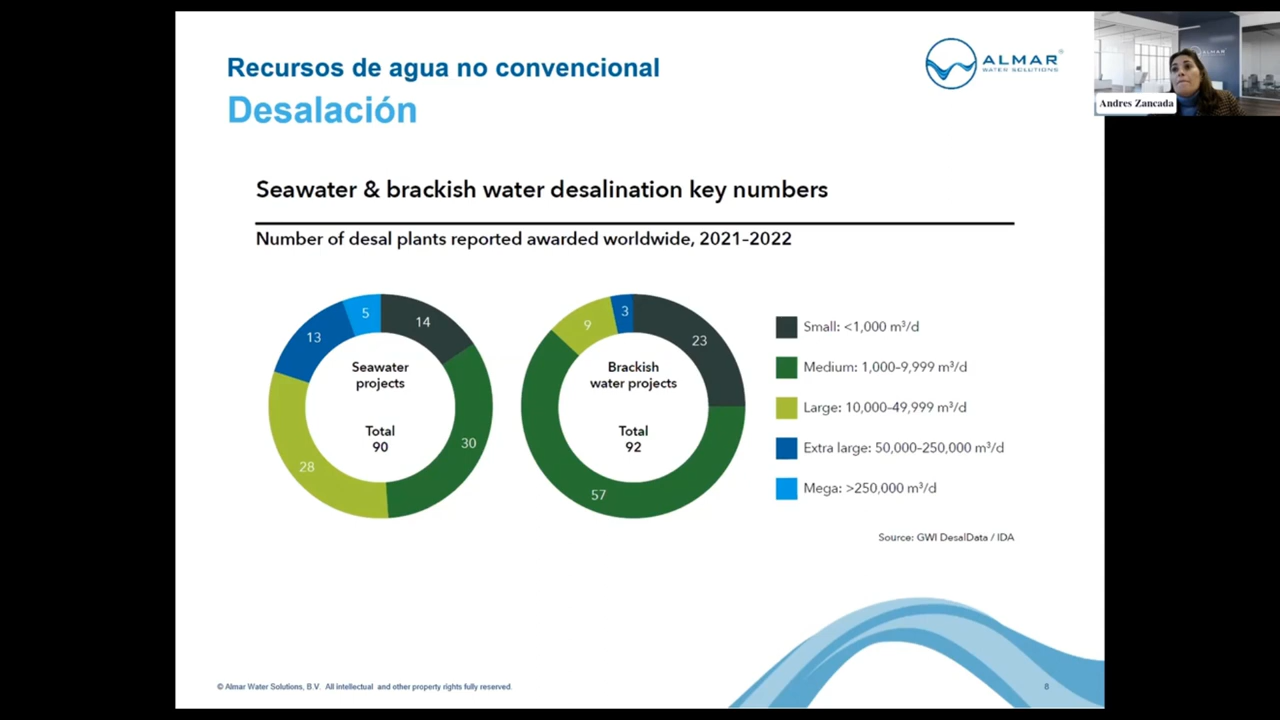 Recursos de agua no convencional
Desalación
ALMAR
WATER SOLUTIONS
ALMAR
Andres Zancada
Seawater & brackish water desalination key numbers
Number of desal plants reported awarded worldwide, 2021–2022
5
14
13
30
28
Seawater
projects
Total
90
3
9
23
57
Brackish
water projects
Total
92
Small: <1,000 m³/d
Medium: 1,000–9,999 m³/d
Large: 10,000–49,999 m³/d
Extra large: 50,000–250,000 m³/d
Mega: >250,000 m³/d
Source: GWI DesalData / IDA
© Almar Water Solutions, B.V. All intellectual and other property rights fully reserved.
8